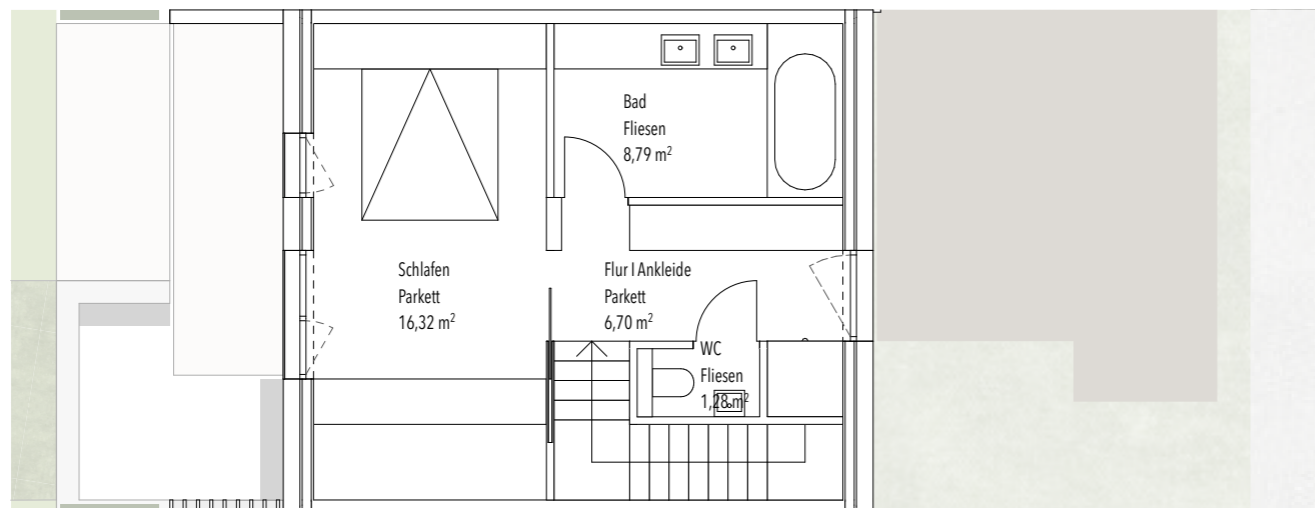 Bad
Fliesen
8,79 m²
Schlafen
Parkett
16,32 m²
Flur I Ankleide
Parkett
6,70 m²
WC
Fliesen
1,28 m²